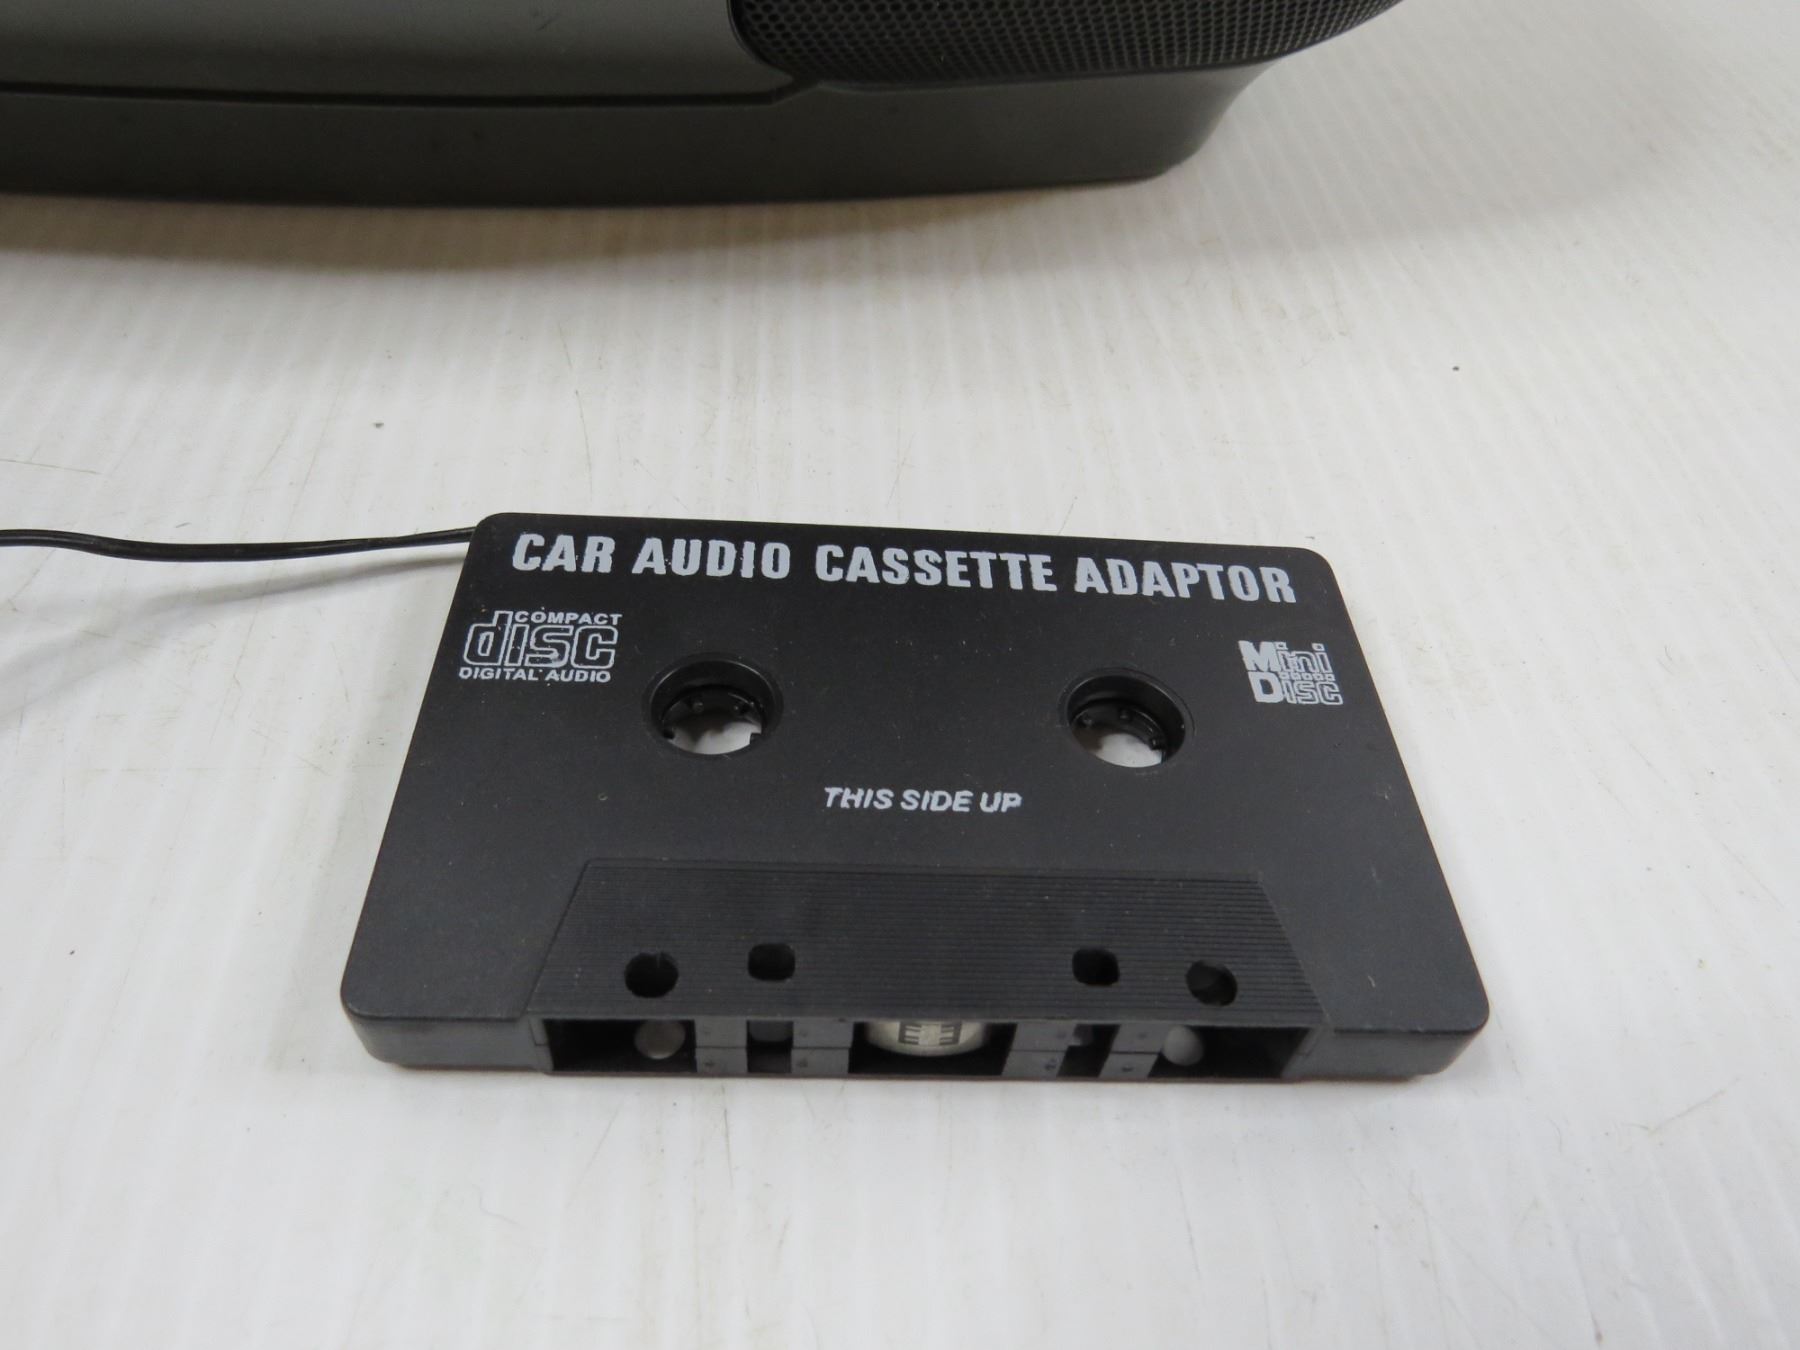 CAR AUDIO CASSETTE ADAPTOR
COMPACT
disc
DIGITAL AUDIO
Mini
Disc
THIS SIDE UP